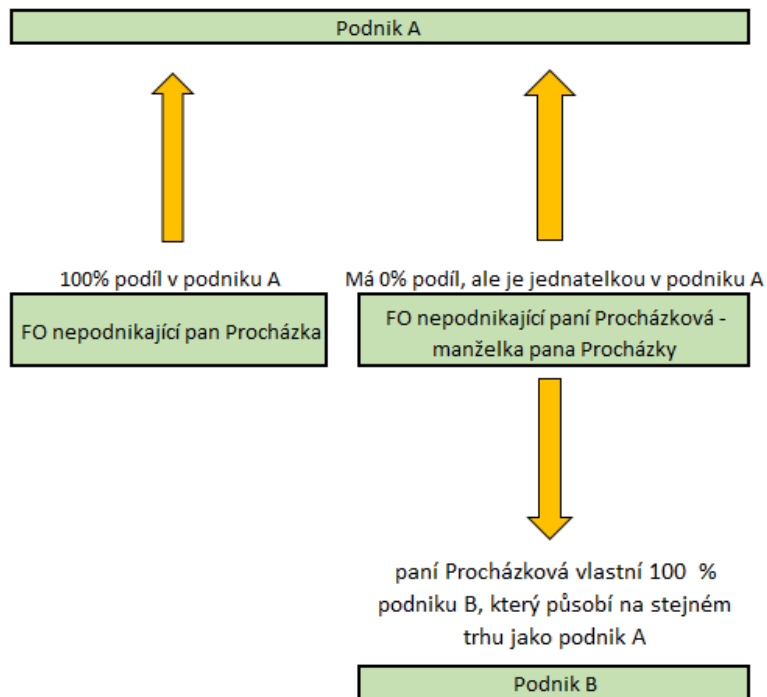 Podnik A
100% podíl v podniku A
Má 0% podíl, ale je jednatelkou v podniku A
FO nepodnikající pan Procházka
FO nepodnikající paní Procházková -
manželka pana Procházky
paní Procházková vlastní 100 %
podniku B, který působí na stejném
trhu jako podnik A
Podnik B